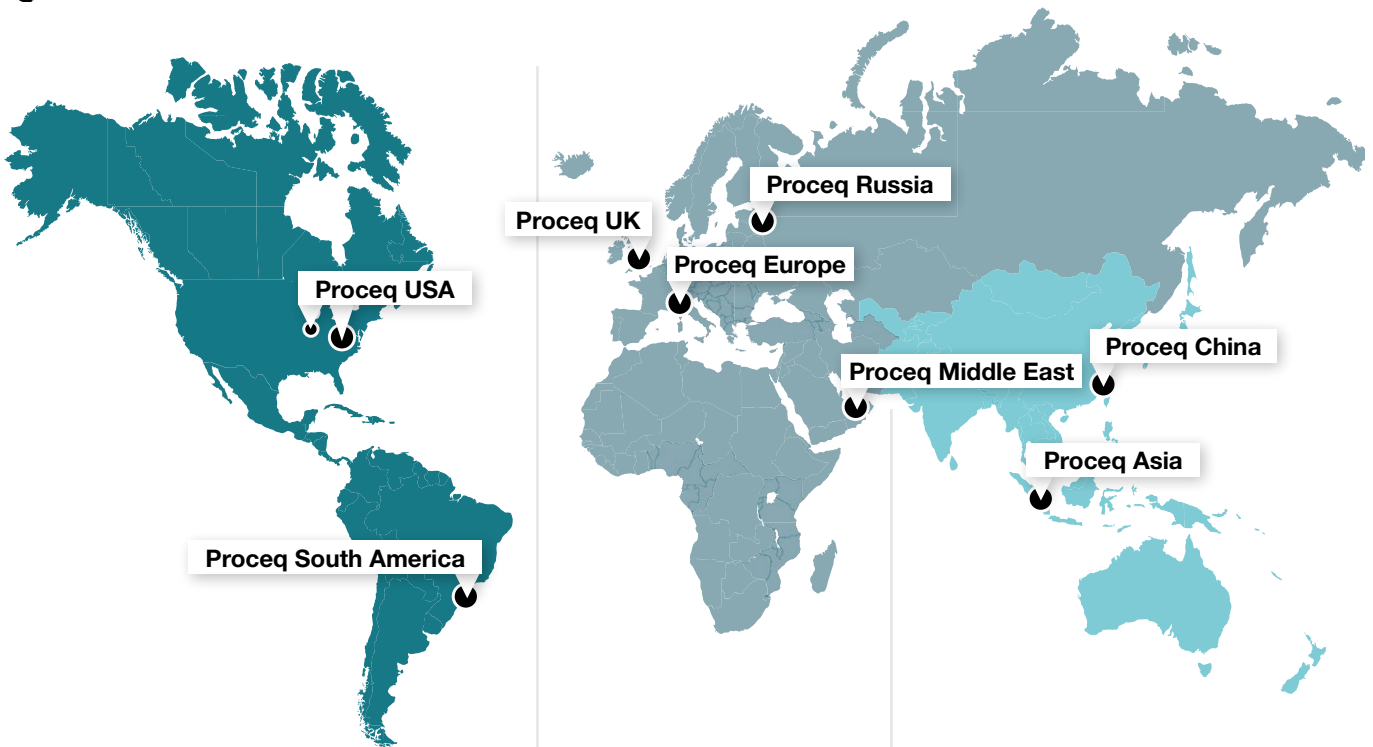 Proceq Russia
Proceq UK
Proceq Europe
Proceq USA
Proceq China
Proceq Middle East
Proceq Asia
Proceq South America